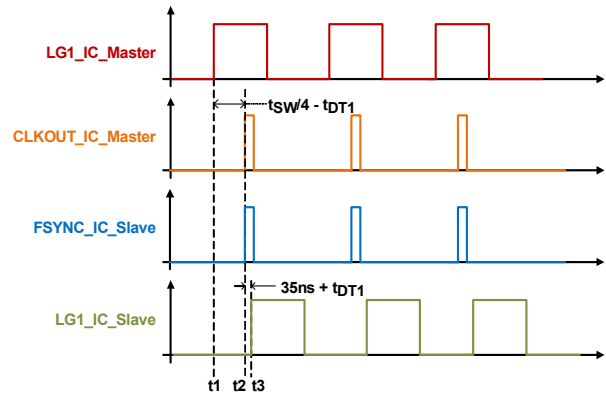 LG1_IC_Master
tSW/4 - tDT1
CLKOUT_IC_Master
FSYNC_IC_Slave
35ns + tDT1
LG1_IC_Slave
t1 t2 t3